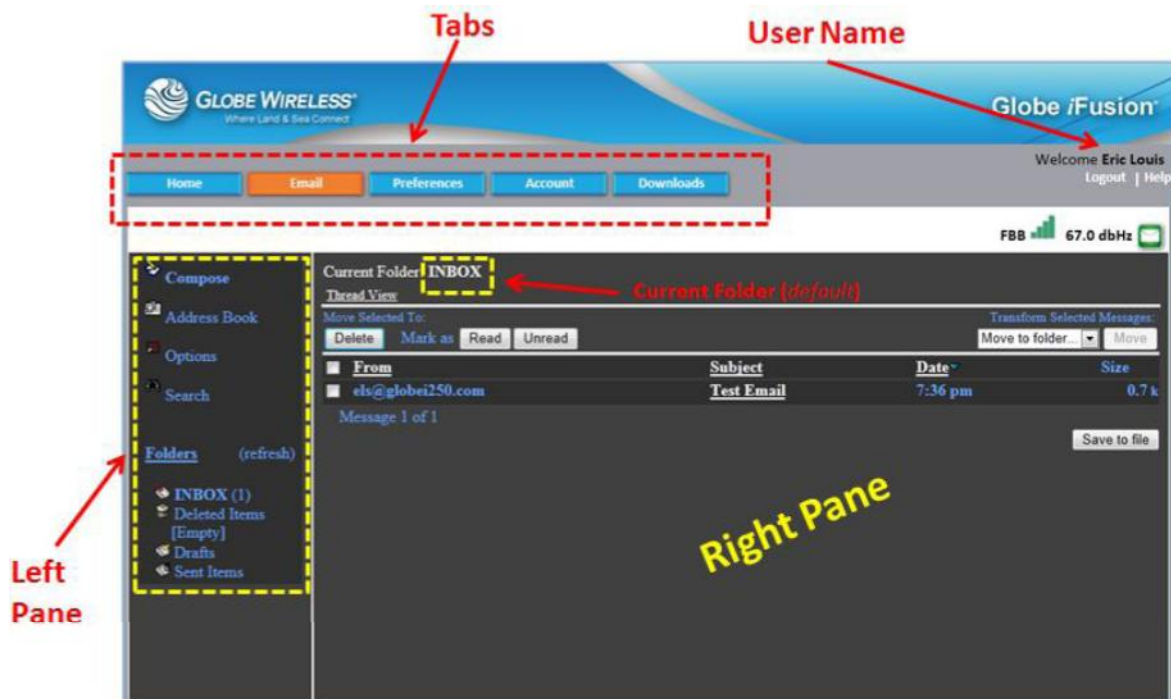 Tabs
User Name
GLOBE WIRELESS
Where Land & Sea Connect
Globe iFusion
Welcome Eric Louis
Logout | Help
Home Email Preferences Account Downloads
FBB 67.0 dbHz
Compose
Address Book
Options
Search
Folders (refresh)
INBOX (1)
Deleted Items
[Empty]
Drafts
Sent Items
Left
Pane
Current Folder INBOX
Current Folder (default)
Thread View
Move Selected To: Transform Selected Messages:
Delete Mark as Read Unread Move to folder... Move
From Subject Date Size
els@globei250.com Test Email 7:36 pm 0.7 k
Message 1 of 1
Save to file
Right Pane